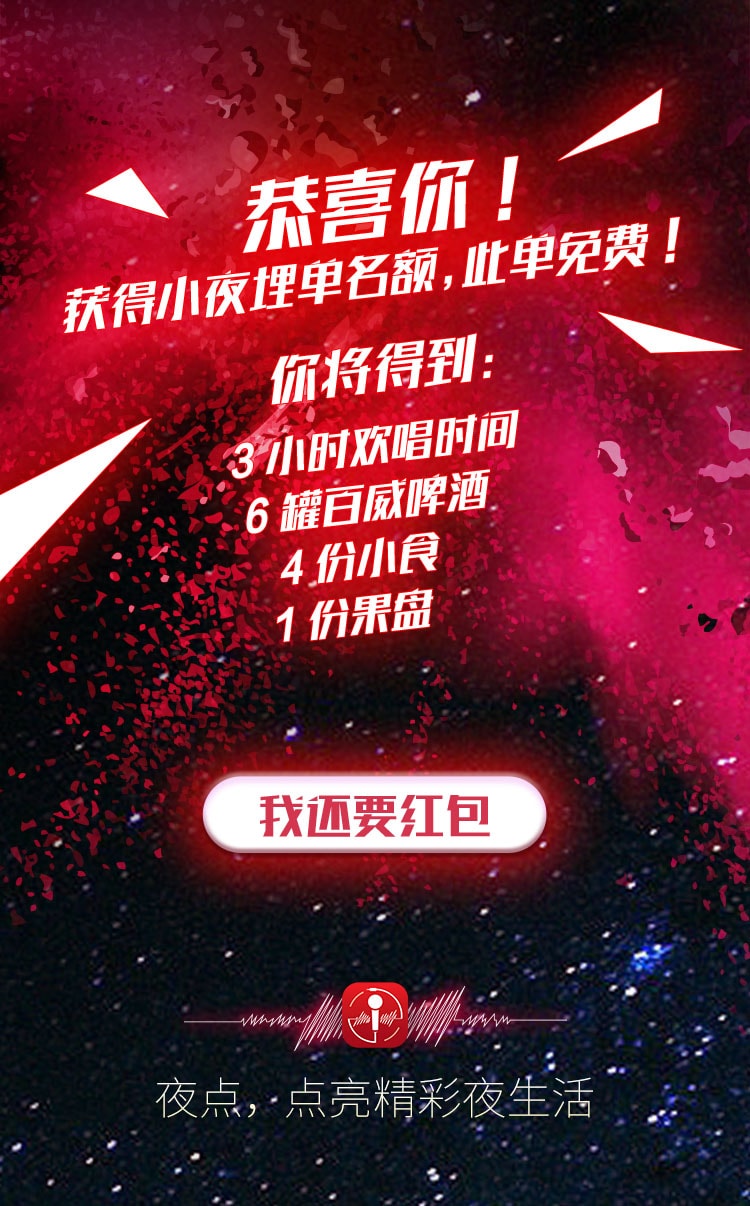 恭喜你！
获得小夜埋单名额，此单免费！
你将得到：
3 小时欢唱时间
6 罐百威啤酒
4 份小食
1 份果盘
我还要红包
夜点，点亮精彩夜生活